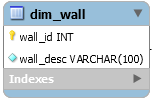 dim_wall
wall_id INT
wall_desc VARCHAR(100)
Indexes